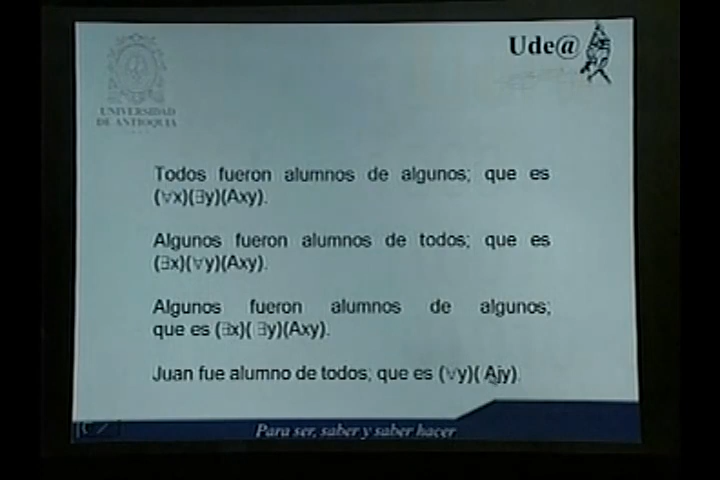 Ude@
UNIVERSIDAD
DE ANTIOQUIA
Todos fueron alumnos de algunos; que es
(∀x)(∃y)(Axy).
Algunos fueron alumnos de todos; que es
(∃x)(∀y)(Axy).
Algunos fueron alumnos de algunos;
que es (∃x)( ∃y)(Axy).
Juan fue alumno de todos; que es (∀y)( Ajy).
Para ser, saber y saber hacer